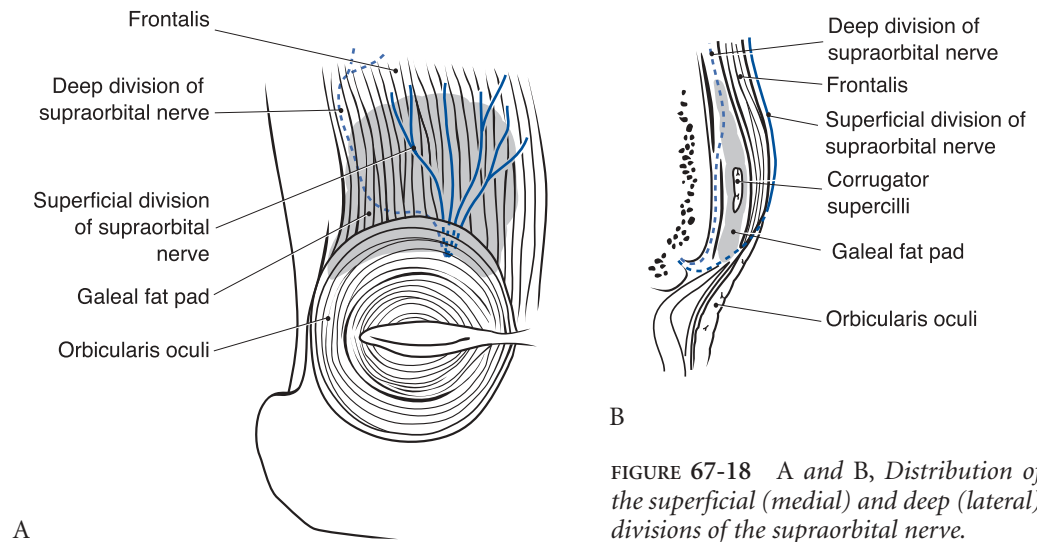 Frontalis
Deep division of
supraorbital nerve
Superficial division
of supraorbital
nerve
Galeal fat pad
Orbicularis oculi
A
Deep division of
supraorbital nerve
Frontalis
Superficial division of
supraorbital nerve
Corrugator
supercilli
Galeal fat pad
Orbicularis oculi
B
FIGURE 67-18 A and B, Distribution of
the superficial (medial) and deep (lateral)
divisions of the supraorbital nerve.